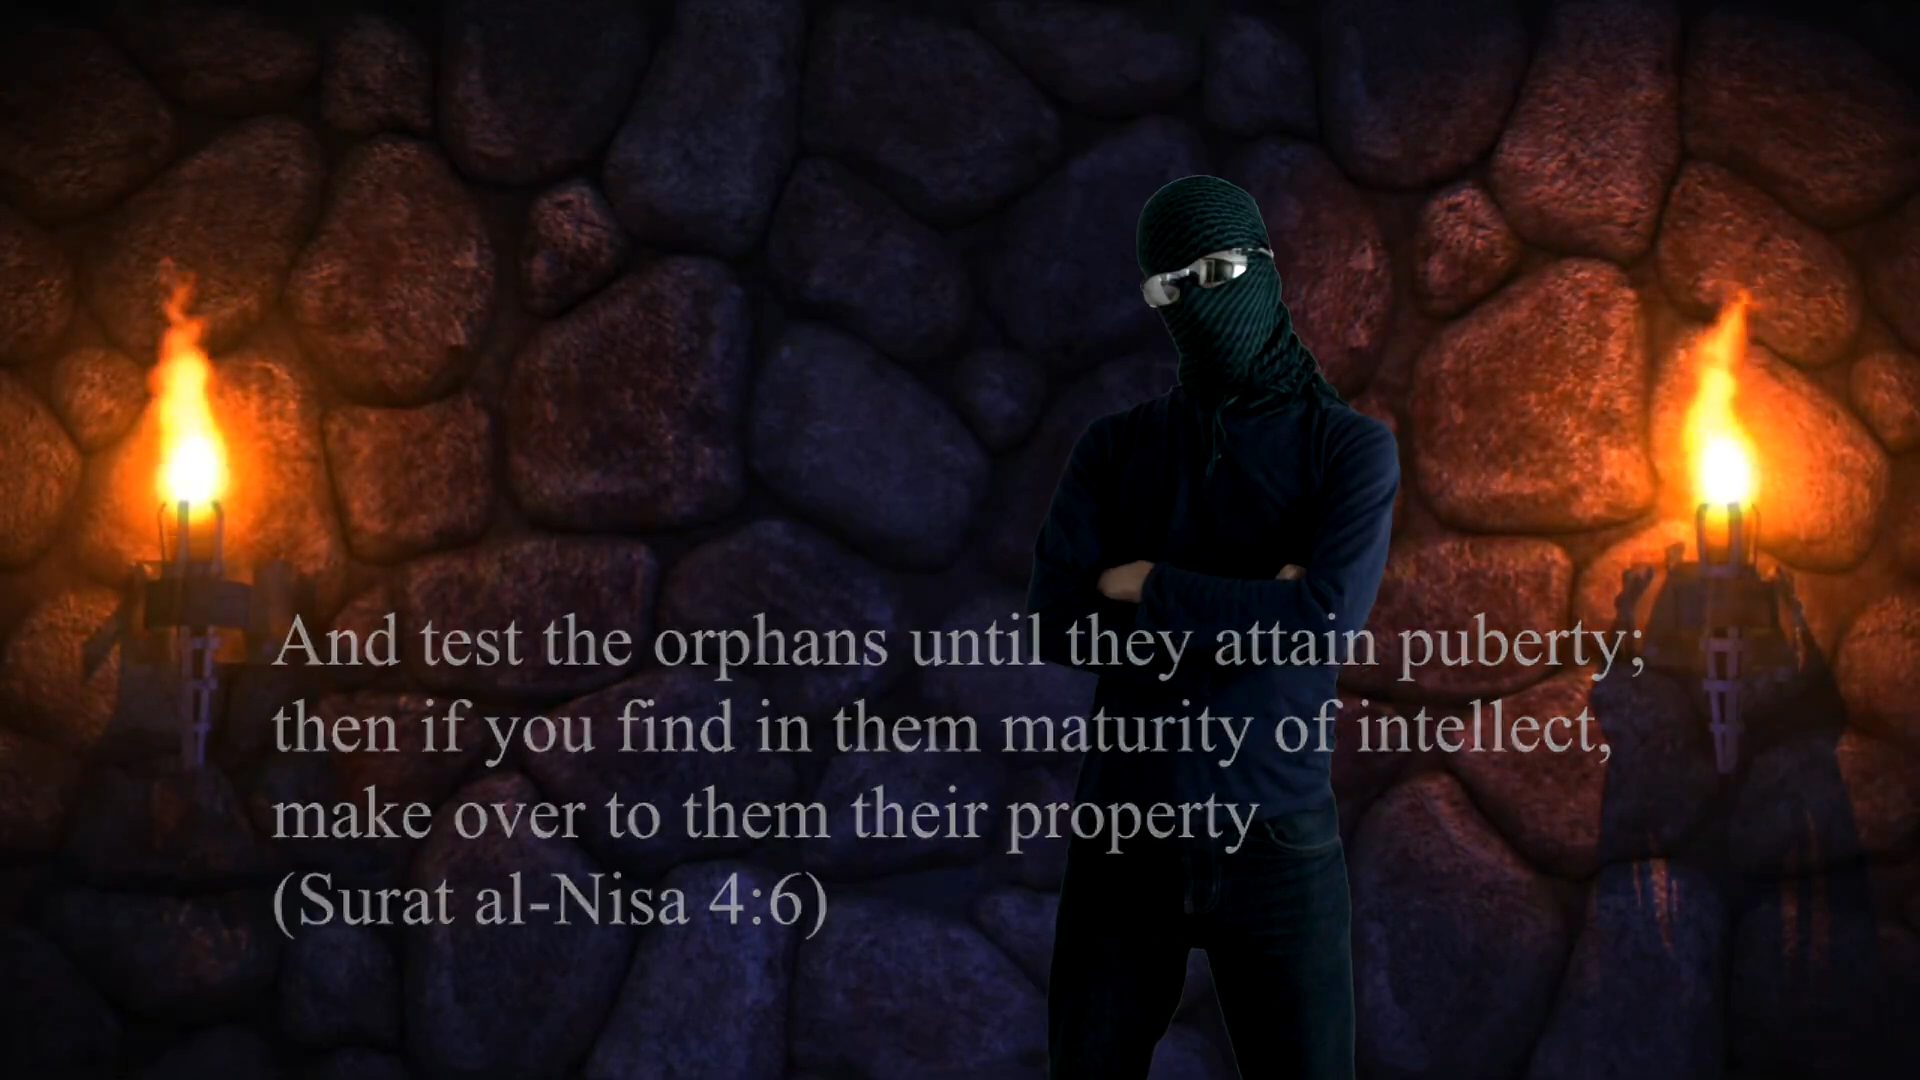 And test the orphans until they attain puberty;
then if you find in them maturity of intellect,
make over to them their property
(Surat al-Nisa 4:6)